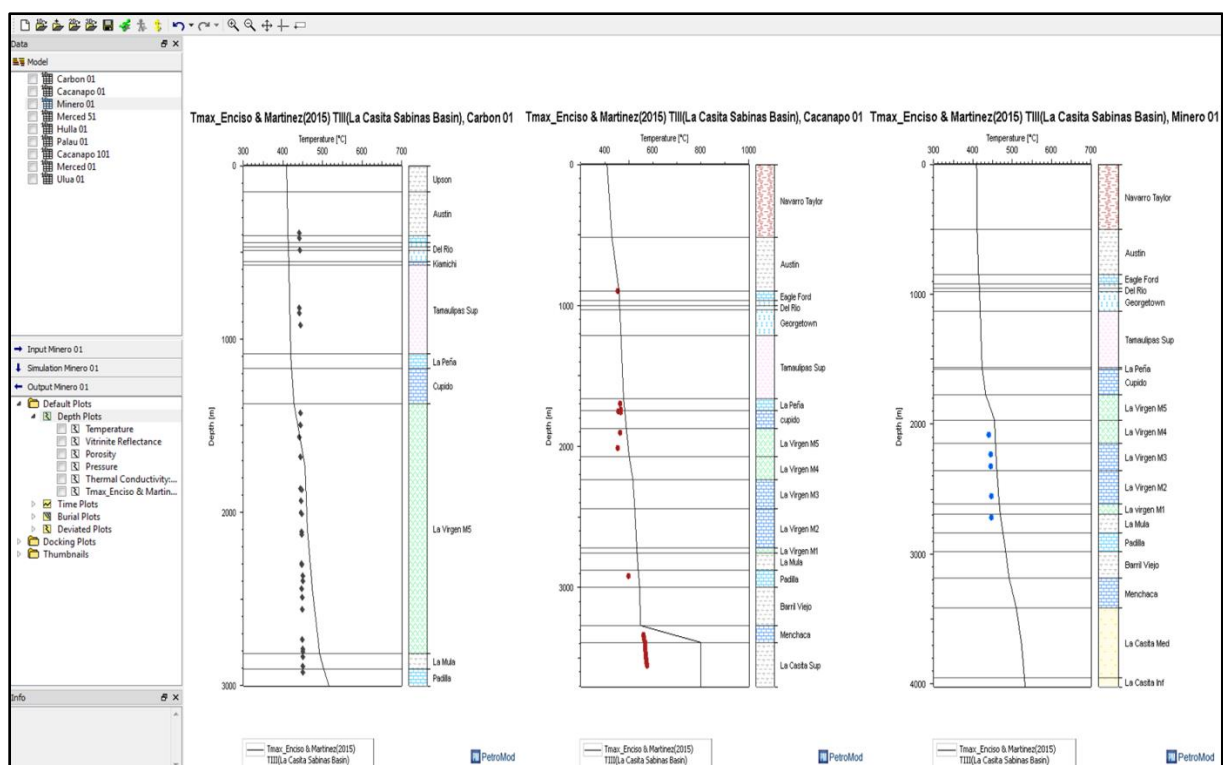 Data
Model
Carbon 01
Cacanapo 01
Minero 01
Merced 51
Hulla 01
Palau 01
Cacanapo 101
Merced 01
Ulua 01
Input Minero 01
Simulation Minero 01
Output Minero 01
Default Plots
Depth Plots
Temperature
Vitrinite Reflectance
Porosity
Pressure
Thermal Conductivity:...
Tmax_Enciso & Martin...
Time Plots
Burial Plots
Deviated Plots
Docking Plots
Thumbnails
Info
Tmax_Enciso & Martinez(2015) TIII(La Casita Sabinas Basin), Carbon 01
Temperature [°C]
300 400 500 600 700
0
1000
2000
3000
Depth [m]
Upson
Austin
Del Rio
Kiamichi
Tamaulipas Sup
La Peña
Cupido
La Virgen M5
La Mula
Padilla
Tmax_Enciso & Martinez(2015)
TIII(La Casita Sabinas Basin)
PetroMod
Tmax_Enciso & Martinez(2015) TIII(La Casita Sabinas Basin), Cacanapo 01
Temperature [°C]
400 600 800 1000
0
1000
2000
3000
Depth [m]
Navarro Taylor
Austin
Eagle Ford
Del Rio
Georgetown
Tamaulipas Sup
La Peña
cupido
La Virgen M5
La Virgen M4
La Virgen M3
La Virgen M2
La Virgen M1
La Mula
Padilla
Barril Viejo
Menchaca
La Casita Sup
Tmax_Enciso & Martinez(2015)
TIII(La Casita Sabinas Basin)
PetroMod
Tmax_Enciso & Martinez(2015) TIII(La Casita Sabinas Basin), Minero 01
Temperature [°C]
300 400 500 600 700
0
1000
2000
3000
4000
Depth [m]
Navarro Taylor
Austin
Eagle Ford
Del Rio
Georgetown
Tamaulipas Sup
La Peña
Cupido
La Virgen M5
La Virgen M4
La Virgen M3
La Virgen M2
La virgen M1
La Mula
Padilla
Barril Viejo
Menchaca
La Casita Med
La Casita Inf
Tmax_Enciso & Martinez(2015)
TIII(La Casita Sabinas Basin)
PetroMod